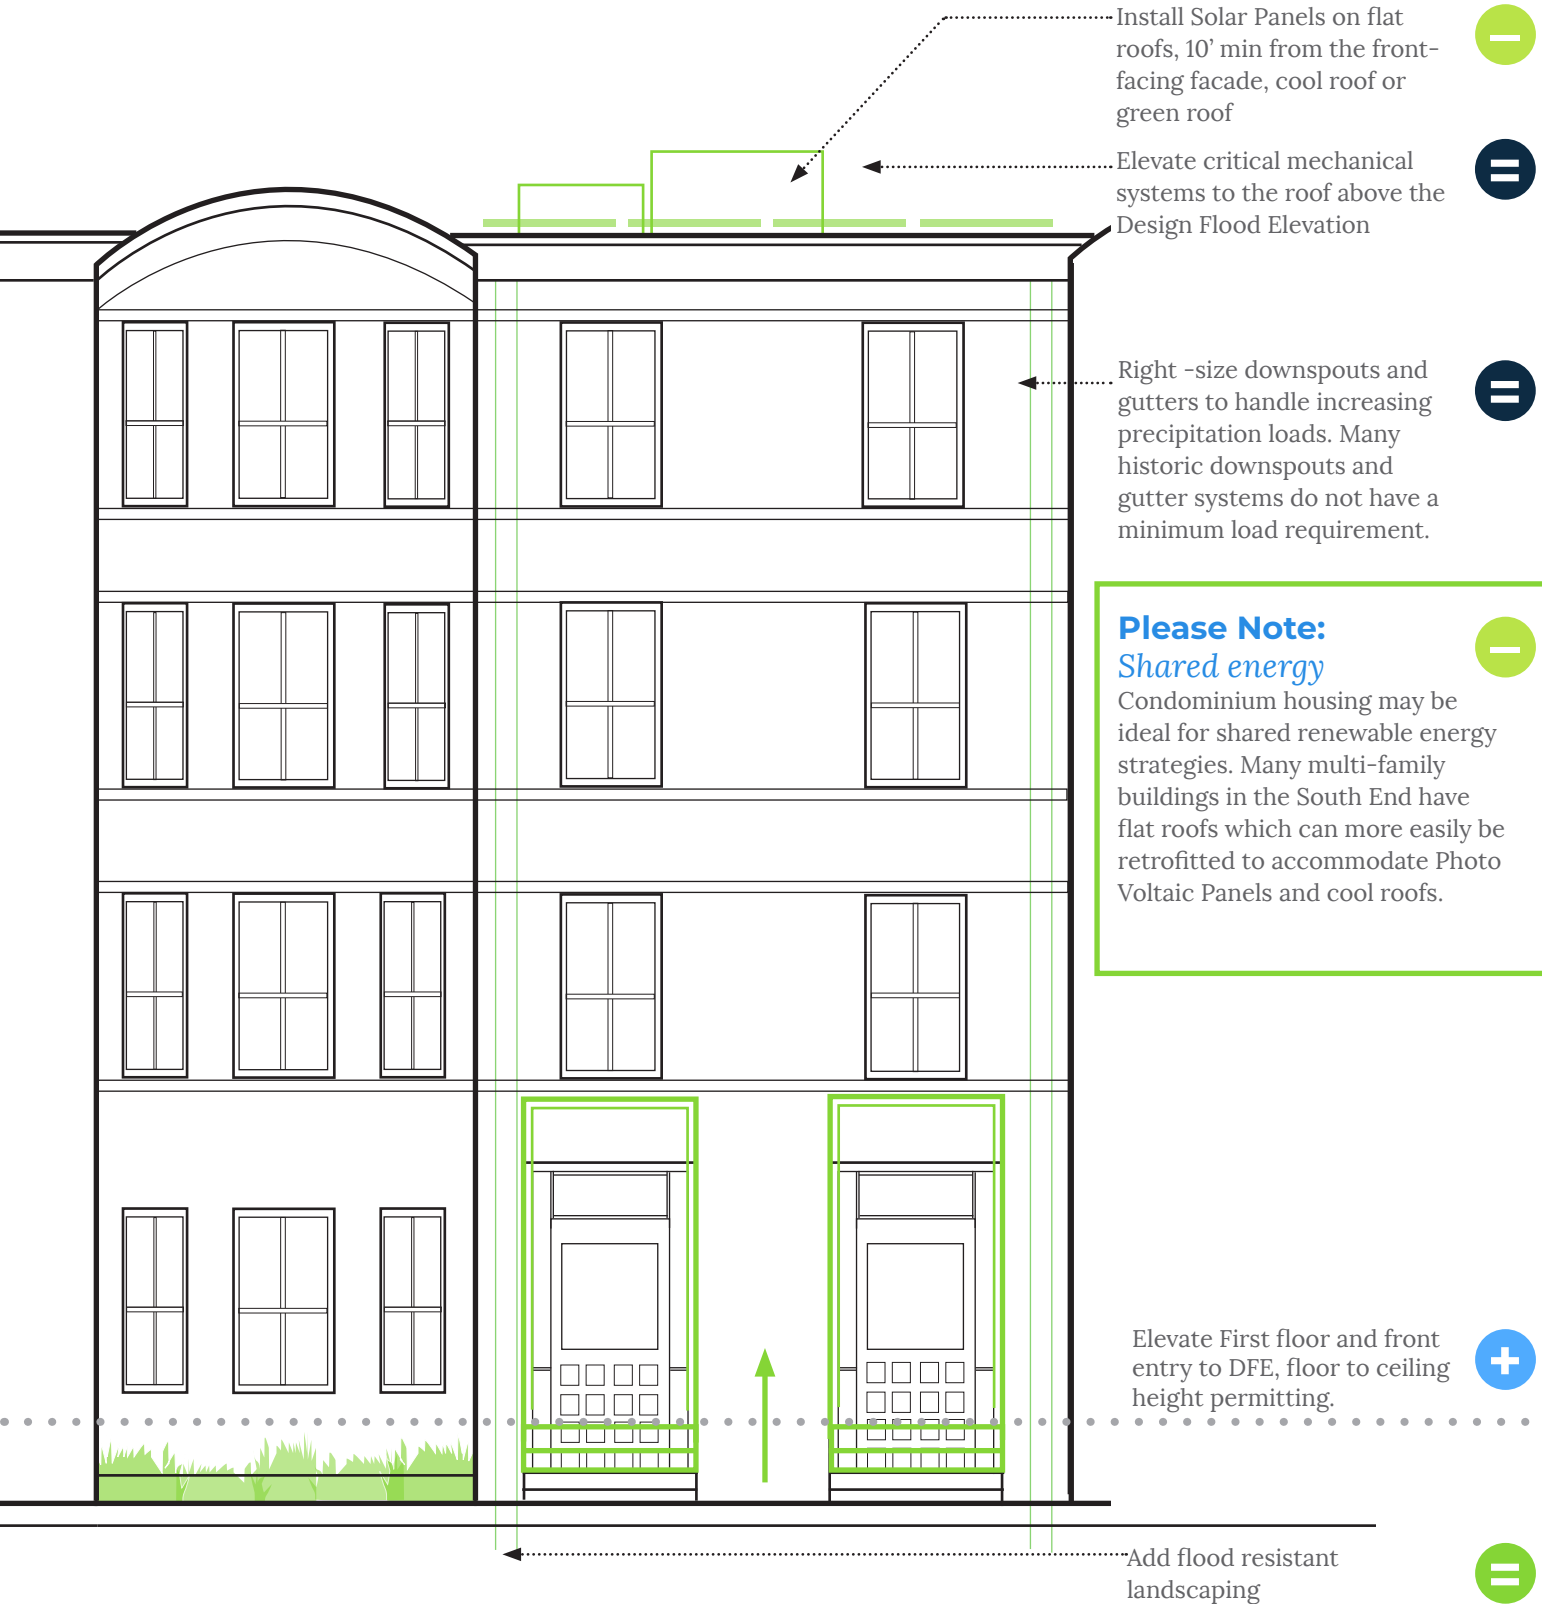 Install Solar Panels on flat
roofs, 10’ min from the front-
facing facade, cool roof or
green roof
Elevate critical mechanical
systems to the roof above the
Design Flood Elevation
Right -size downspouts and
gutters to handle increasing
precipitation loads. Many
historic downspouts and
gutter systems do not have a
minimum load requirement.
Please Note:
Shared energy
Condominium housing may be
ideal for shared renewable energy
strategies. Many multi-family
buildings in the South End have
flat roofs which can more easily be
retrofitted to accommodate Photo
Voltaic Panels and cool roofs.
Elevate First floor and front
entry to DFE, floor to ceiling
height permitting.
Add flood resistant
landscaping